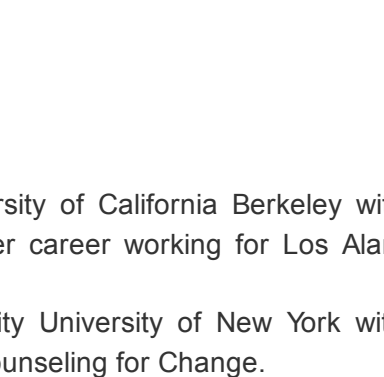 rsity of California Berkeley wi
er career working for Los Ala
ity University of New York wit
ounseling for Change.